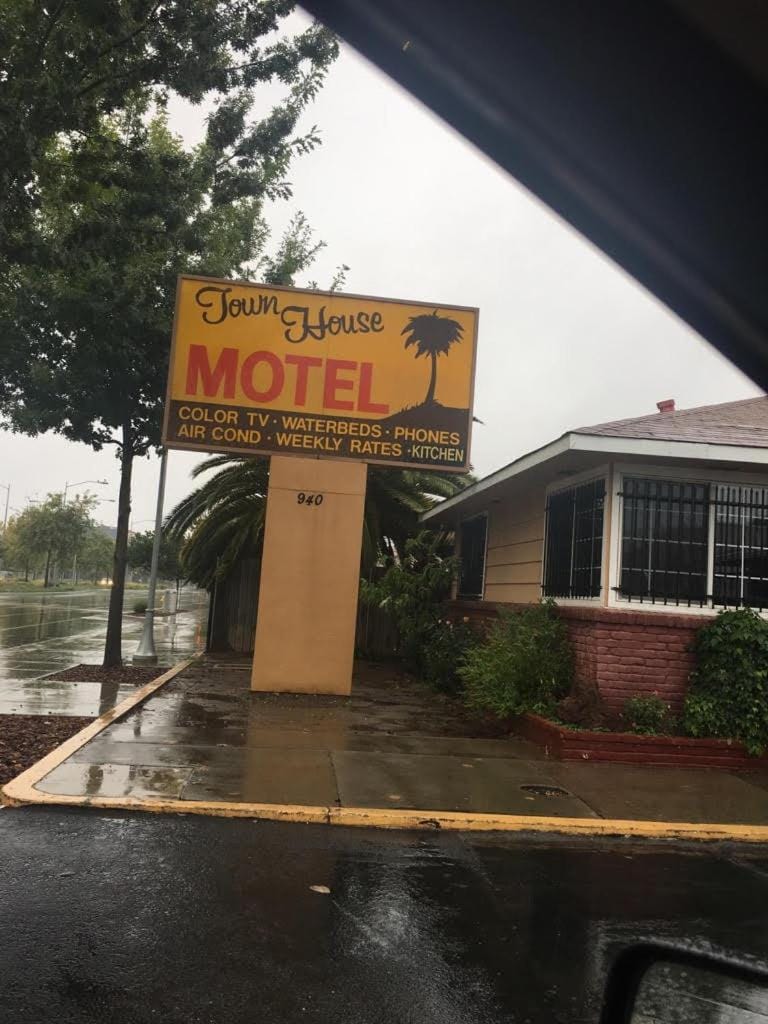 Town House
MOTEL
COLOR TV · WATERBEDS · PHONES
AIR COND · WEEKLY RATES · KITCHEN
940